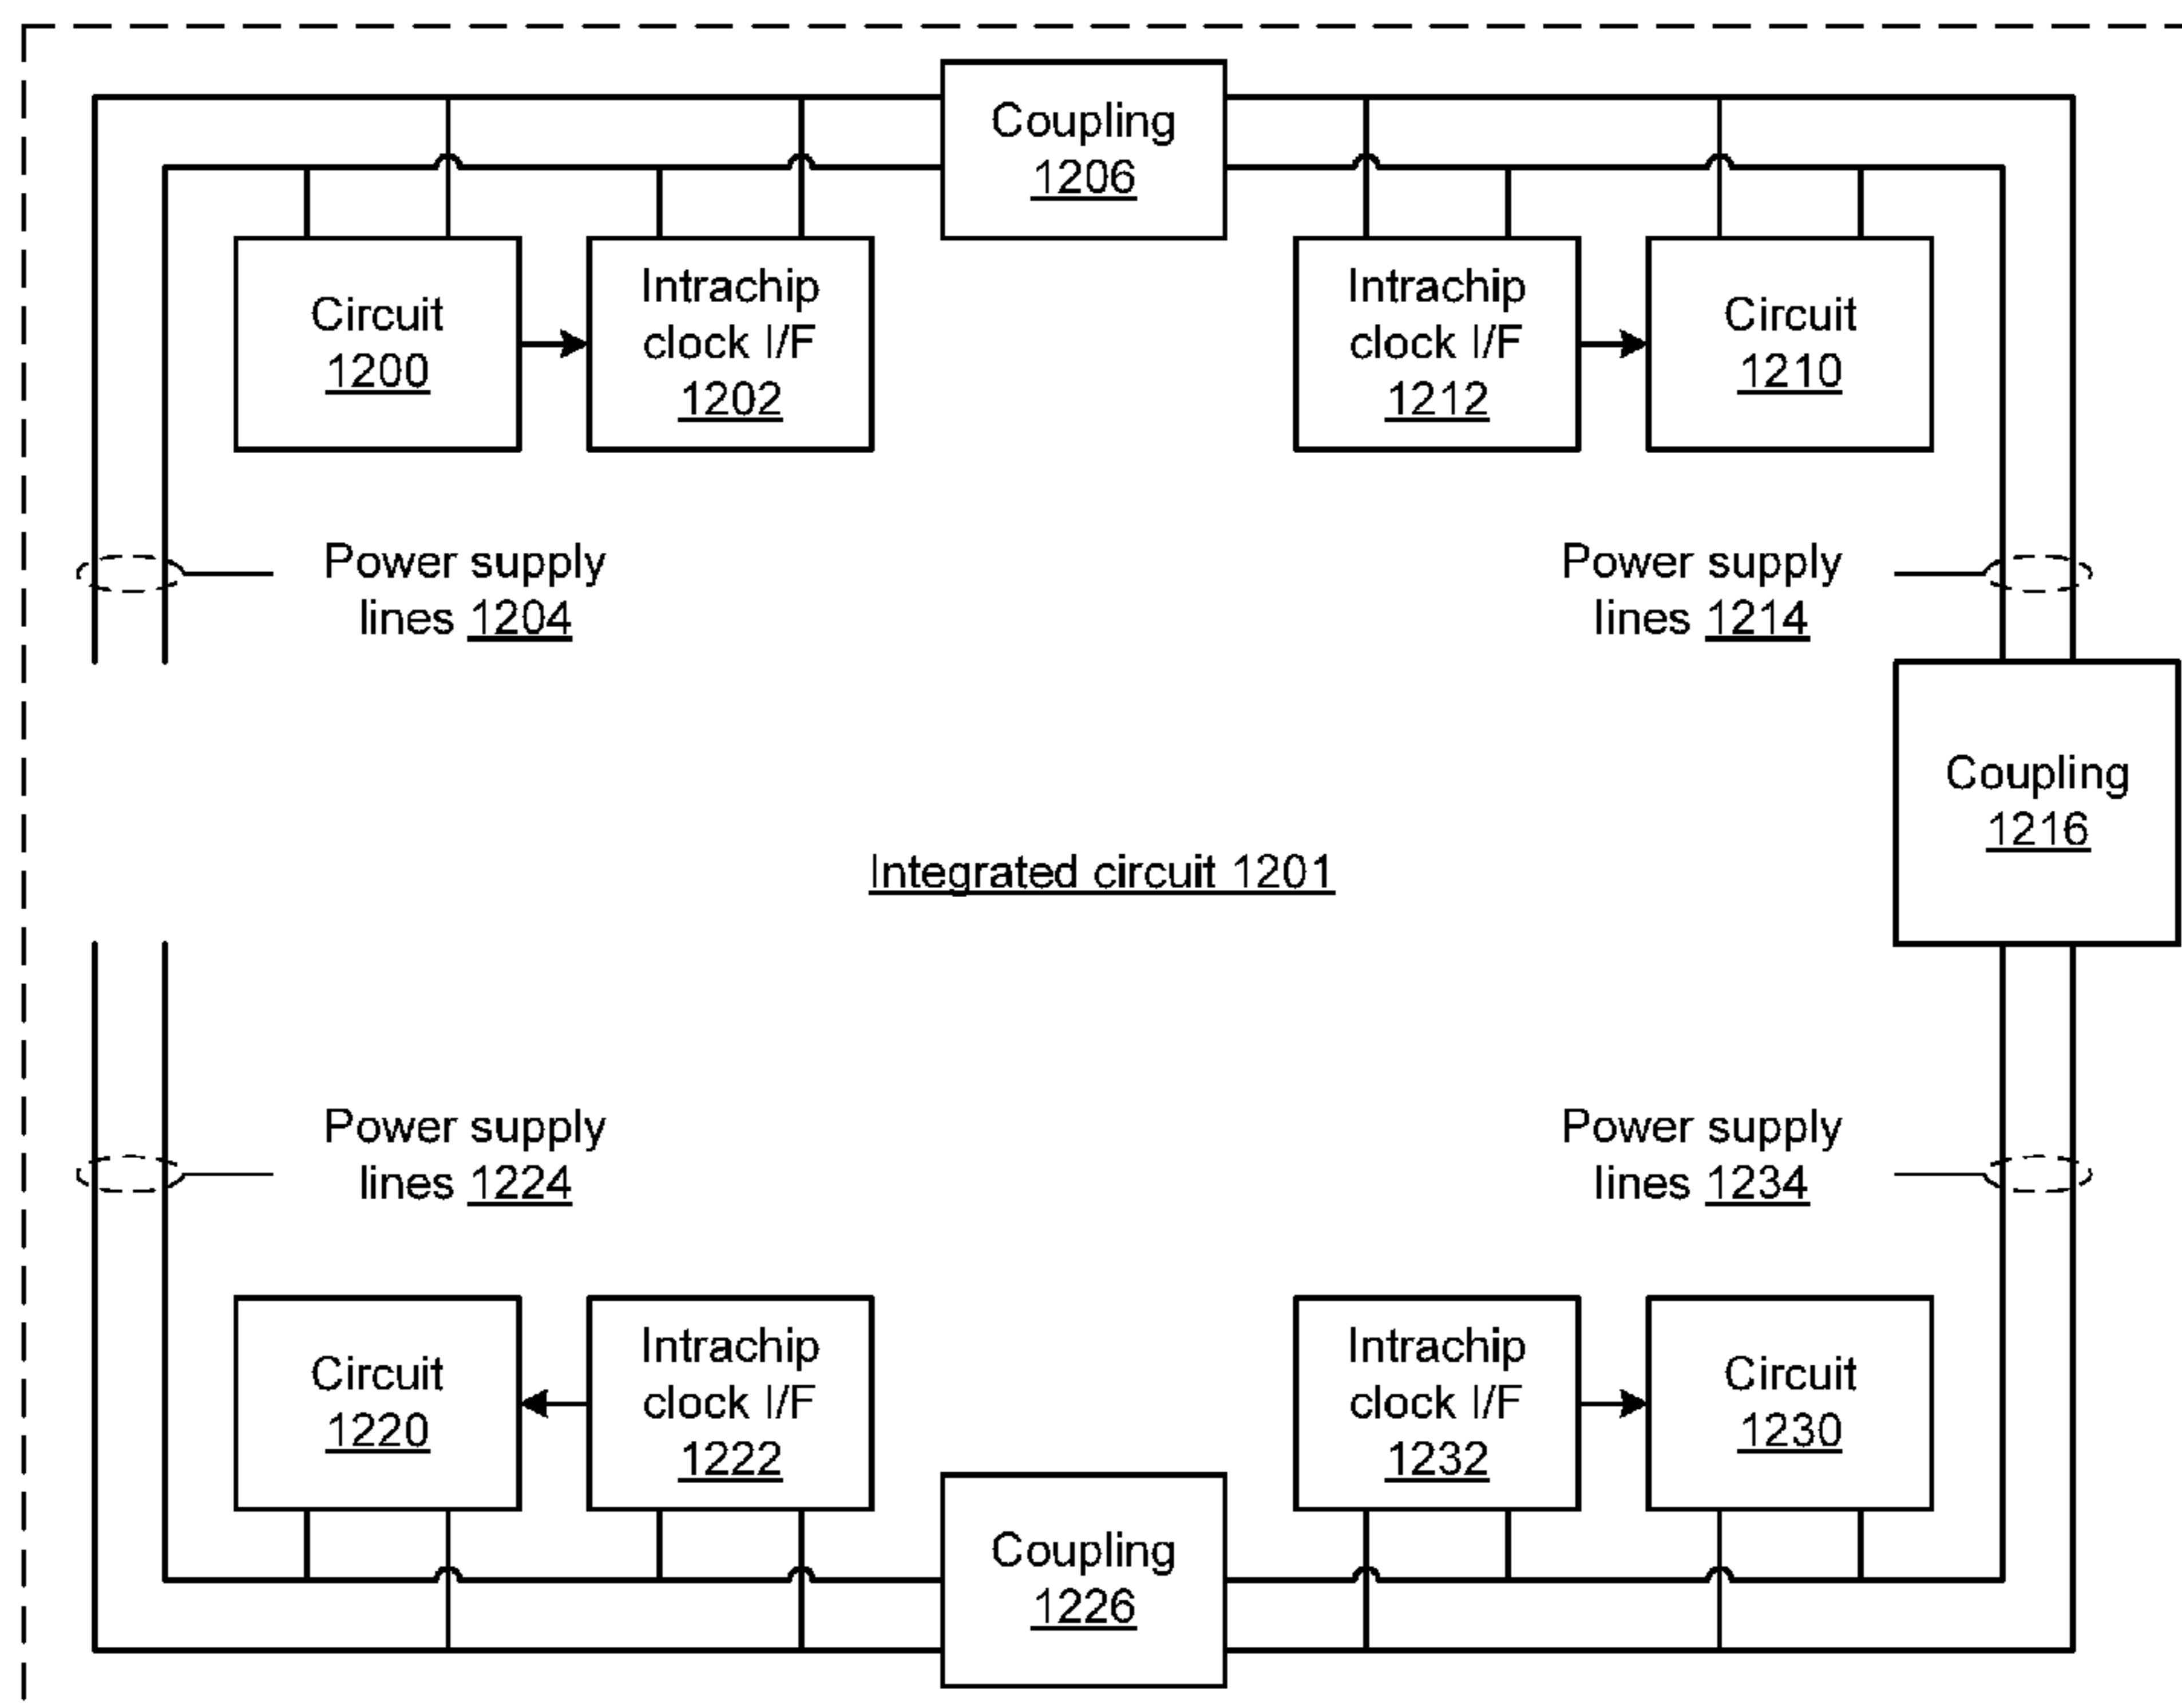 Coupling
1206
Circuit
1200
Intrachip
clock I/F
1202
Intrachip
clock I/F
1212
Circuit
1210
Power supply
lines 1204
Power supply
lines 1214
Coupling
1216
Integrated circuit 1201
Power supply
lines 1224
Power supply
lines 1234
Circuit
1220
Intrachip
clock I/F
1222
Intrachip
clock I/F
1232
Circuit
1230
Coupling
1226